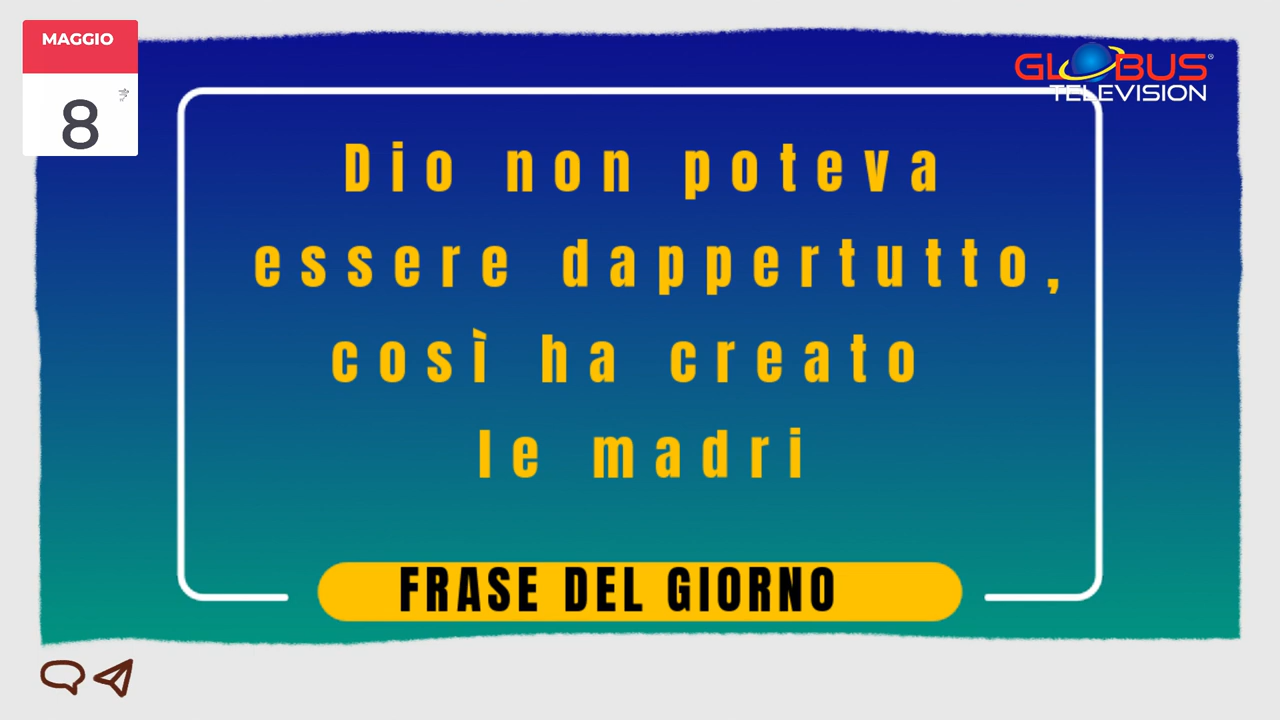 MAGGIO
8
GLOBUS®
TELEVISION
Dio non poteva
essere dappertutto,
così ha creato
le madri
FRASE DEL GIORNO